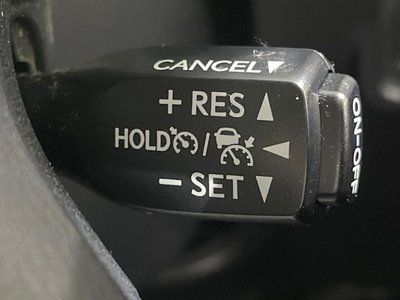 CANCEL ▼
+ RES ▲
HOLD / ◀
− SET ▼
ON-OFF